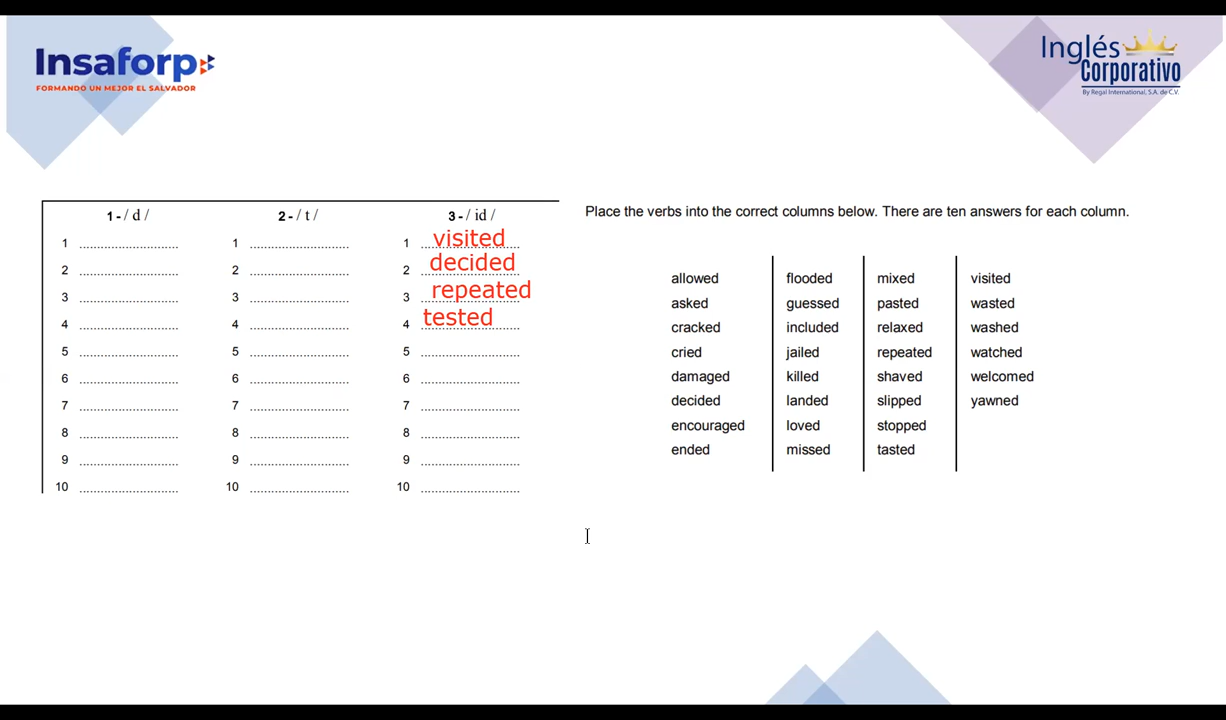 Insaforp
FORMANDO UN MEJOR EL SALVADOR
Inglés
Corporativo
By Regal International, S.A. de C.V.
1 - / d /
2 - / t /
3 - / id /
1 ............................ 1 ............................ 1 visited
2 ............................ 2 ............................ 2 decided
3 ............................ 3 ............................ 3 repeated
4 ............................ 4 ............................ 4 tested
5 ............................ 5 ............................ 5 ............................
6 ............................ 6 ............................ 6 ............................
7 ............................ 7 ............................ 7 ............................
8 ............................ 8 ............................ 8 ............................
9 ............................ 9 ............................ 9 ............................
10 ............................ 10 ............................ 10 ............................
Place the verbs into the correct columns below. There are ten answers for each column.
allowed flooded mixed visited
asked guessed pasted wasted
cracked included relaxed washed
cried jailed repeated watched
damaged killed shaved welcomed
decided landed slipped yawned
encouraged loved stopped
ended missed tasted